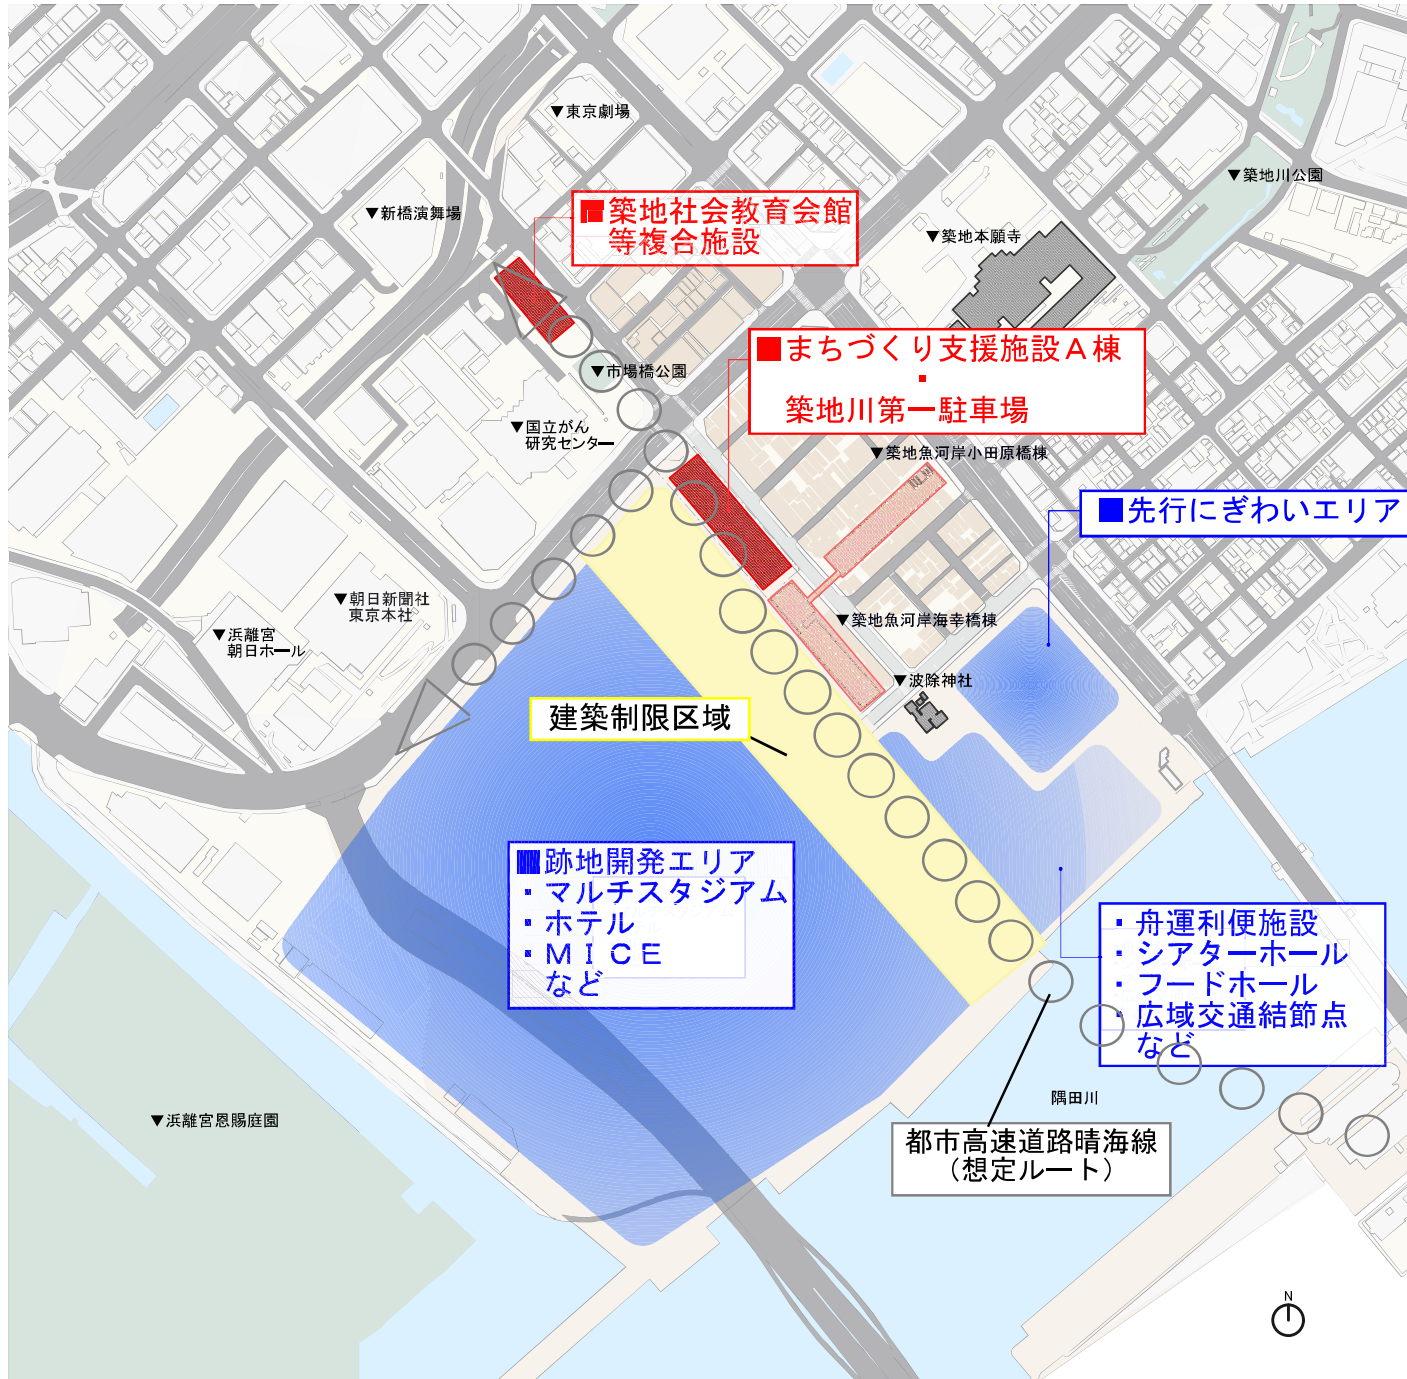 ▼東京劇場
▼築地川公園
▼新橋演舞場
■築地社会教育会館
等複合施設
▼築地本願寺
■まちづくり支援施設A棟
・
築地川第一駐車場
▼市場橋公園
▼国立がん
研究センター
▼築地魚河岸小田原橋棟
■先行にぎわいエリア
▼朝日新聞社
東京本社
▼浜離宮
朝日ホール
▼築地魚河岸海幸橋棟
▼波除神社
建築制限区域
■跡地開発エリア
・マルチスタジアム
・ホテル
・MICE
など
・舟運利便施設
・シアターホール
・フードホール
・広域交通結節点
など
隅田川
▼浜離宮恩賜庭園
都市高速道路晴海線
(想定ルート)
N